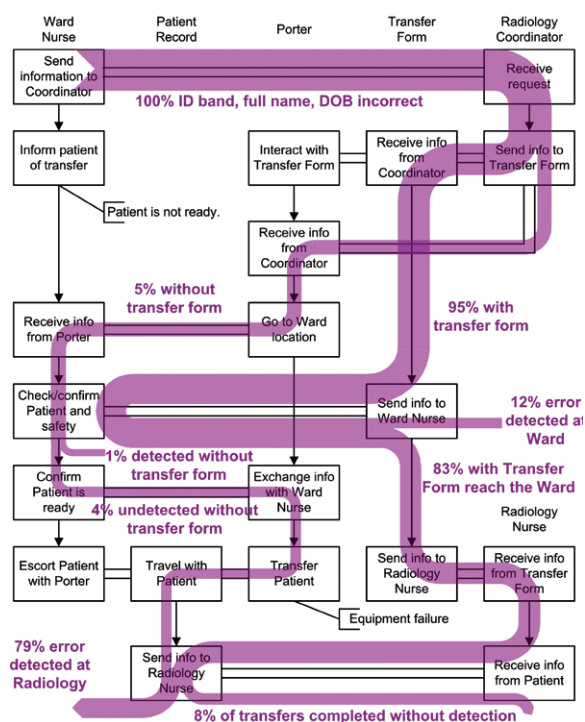 Ward
Nurse
Patient
Record
Porter
Transfer
Form
Radiology
Coordinator
Send
information to
Coordinator
Receive
request
100% ID band, full name, DOB incorrect
Inform patient
of transfer
Interact with
Transfer Form
Receive info
from
Coordinator
Send info to
Transfer Form
Patient is not ready.
Receive info
from
Coordinator
5% without
transfer form
95% with
transfer form
Receive info
from Porter
Go to Ward
location
Check/confirm
Patient and
safety
Send info to
Ward Nurse
12% error
detected at
Ward
1% detected without
transfer form
83% with Transfer
Form reach the Ward
Confirm
Patient is
ready
Exchange info
with Ward
Nurse
4% undetected without
transfer form
Radiology
Nurse
Escort Patient
with Porter
Travel with
Patient
Transfer
Patient
Send info to
Radiology
Nurse
Receive info
from Transfer
Form
Equipment failure
79% error
detected at
Radiology
Send info to
Radiology
Nurse
Receive info
from Patient
8% of transfers completed without detection